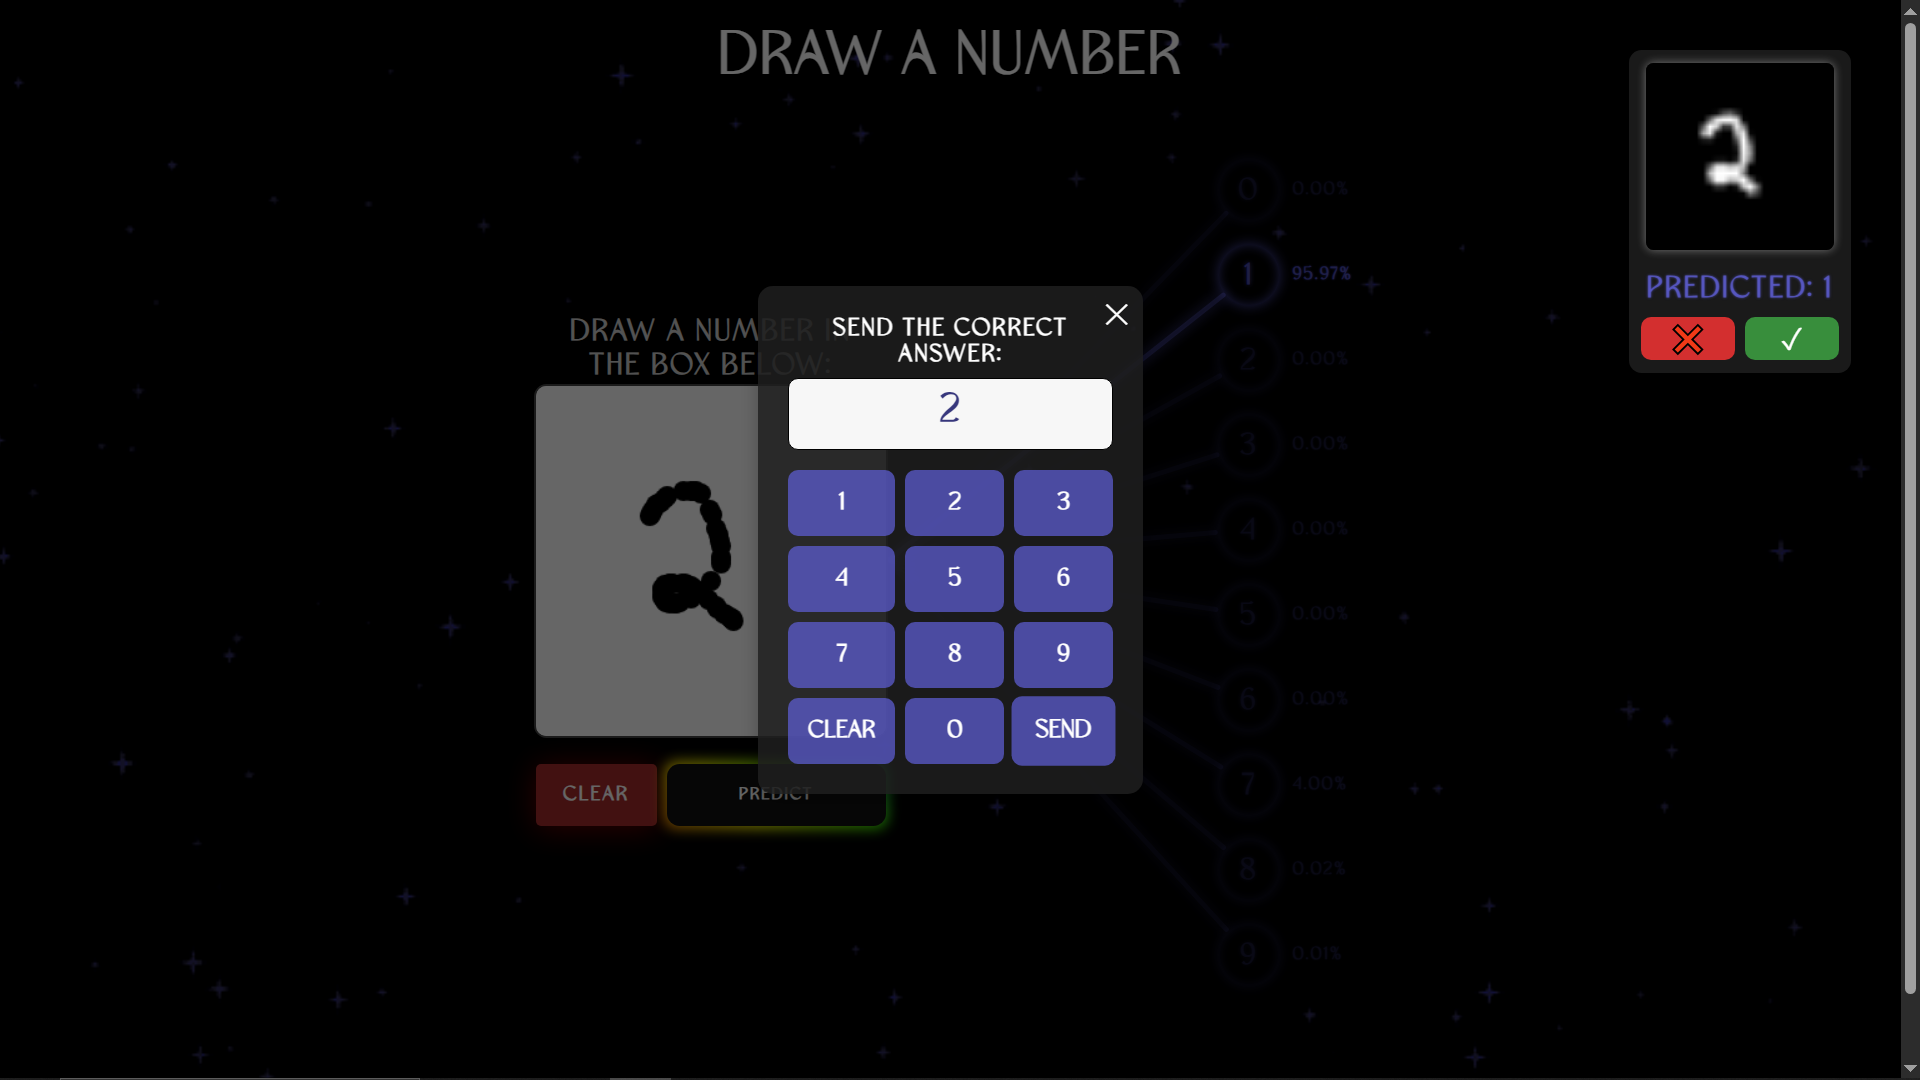 DRAW A NUMBER
PREDICTED: 1
✓
DRAW A NUMBER I
THE BOX BELOW:
2
CLEAR
PREDICT
SEND THE CORRECT
ANSWER:
2
1 2 3
4 5 6
7 8 9
CLEAR 0 SEND
0 0.00%
1 95.97%
2 0.00%
3 0.00%
4 0.00%
5 0.00%
6 0.00%
7 4.00%
8 0.02%
9 0.01%
2